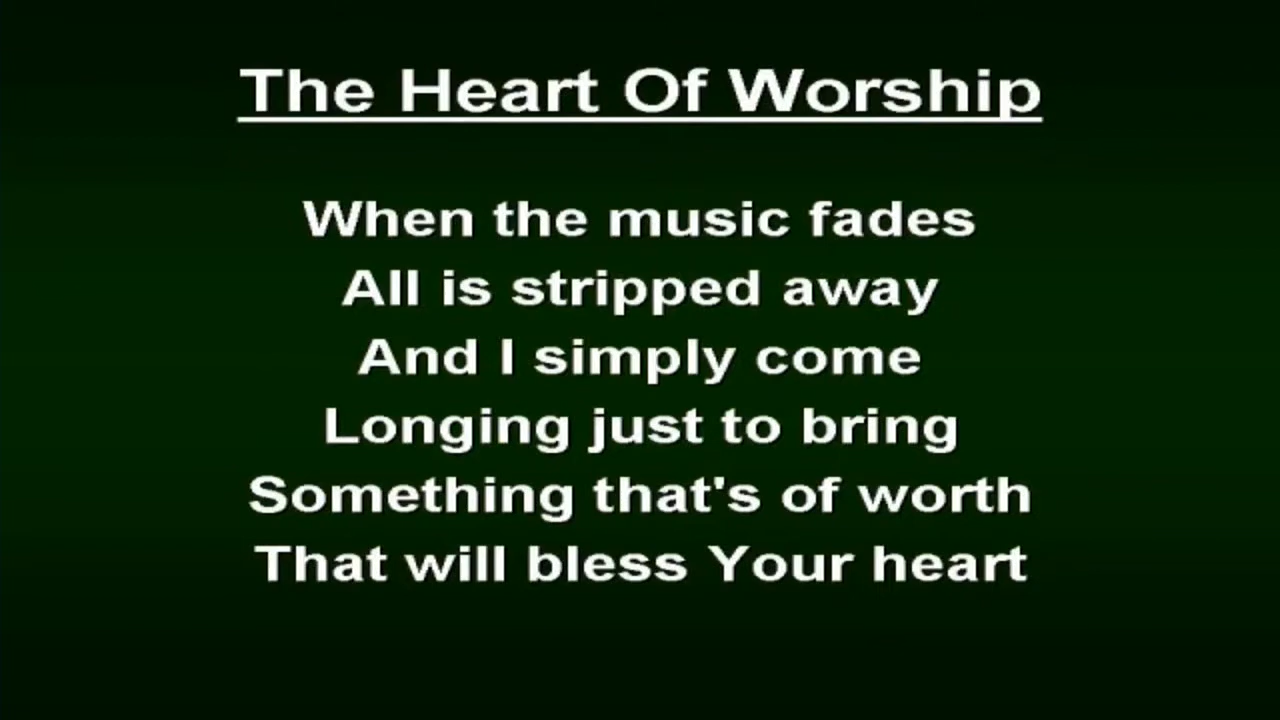 The Heart Of Worship
When the music fades
All is stripped away
And I simply come
Longing just to bring
Something that's of worth
That will bless Your heart